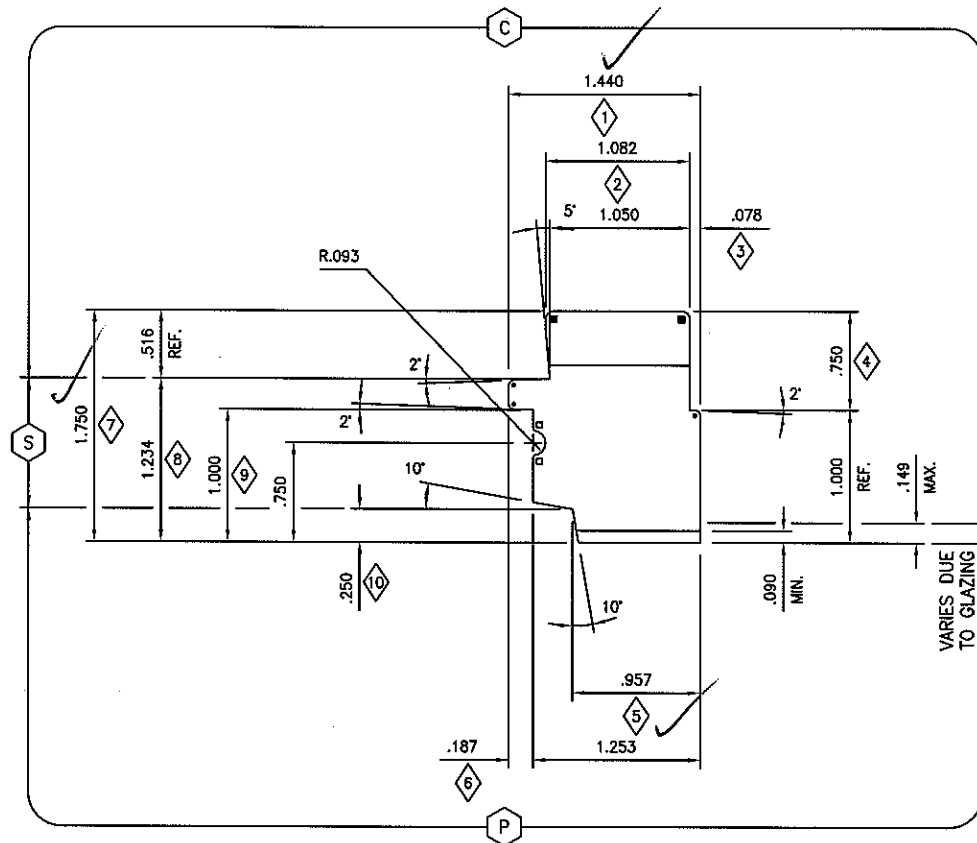 C
1.440
1
1.082
2
5° 1.050 .078
3
R.093
.516 REF.
2°
.750 4
2°
S
1.750 7
1.234 8
1.000 9
.750
2°
10°
1.000 REF.
.149 MAX.
.250 10
10°
.090 MIN.
VARIES DUE
TO GLAZING
.957
5
.187 1.253
6
P